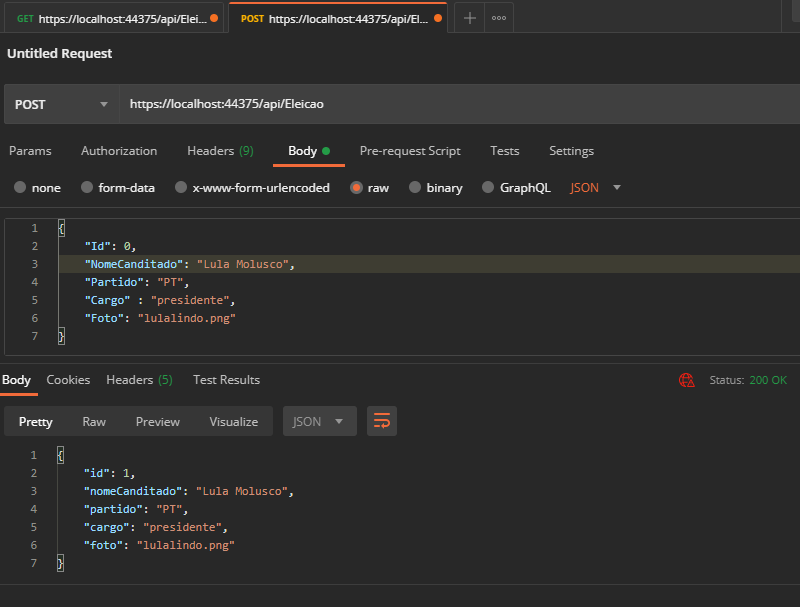 GET https://localhost:44375/api/Elei... POST https://localhost:44375/api/El...
Untitled Request
POST https://localhost:44375/api/Eleicao
Params Authorization Headers (9) Body Pre-request Script Tests Settings
none form-data x-www-form-urlencoded raw binary GraphQL JSON
1 {
2 "Id": 0,
3 "NomeCanditado": "Lula Molusco",
4 "Partido": "PT",
5 "Cargo" : "presidente",
6 "Foto": "lulalindo.png"
7 }
Body Cookies Headers (5) Test Results Status: 200 OK
Pretty Raw Preview Visualize JSON
1 {
2 "id": 1,
3 "nomeCanditado": "Lula Molusco",
4 "partido": "PT",
5 "cargo": "presidente",
6 "foto": "lulalindo.png"
7 }